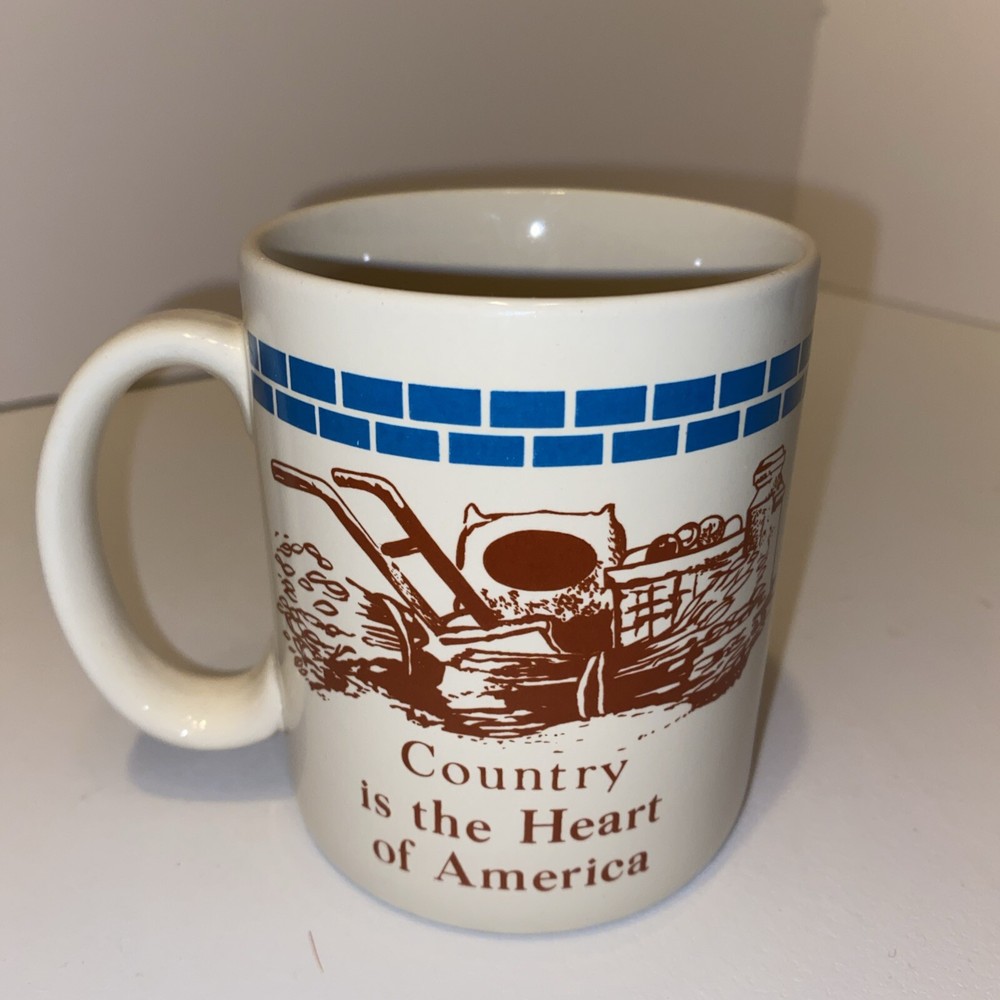 Country
is the Heart
of America